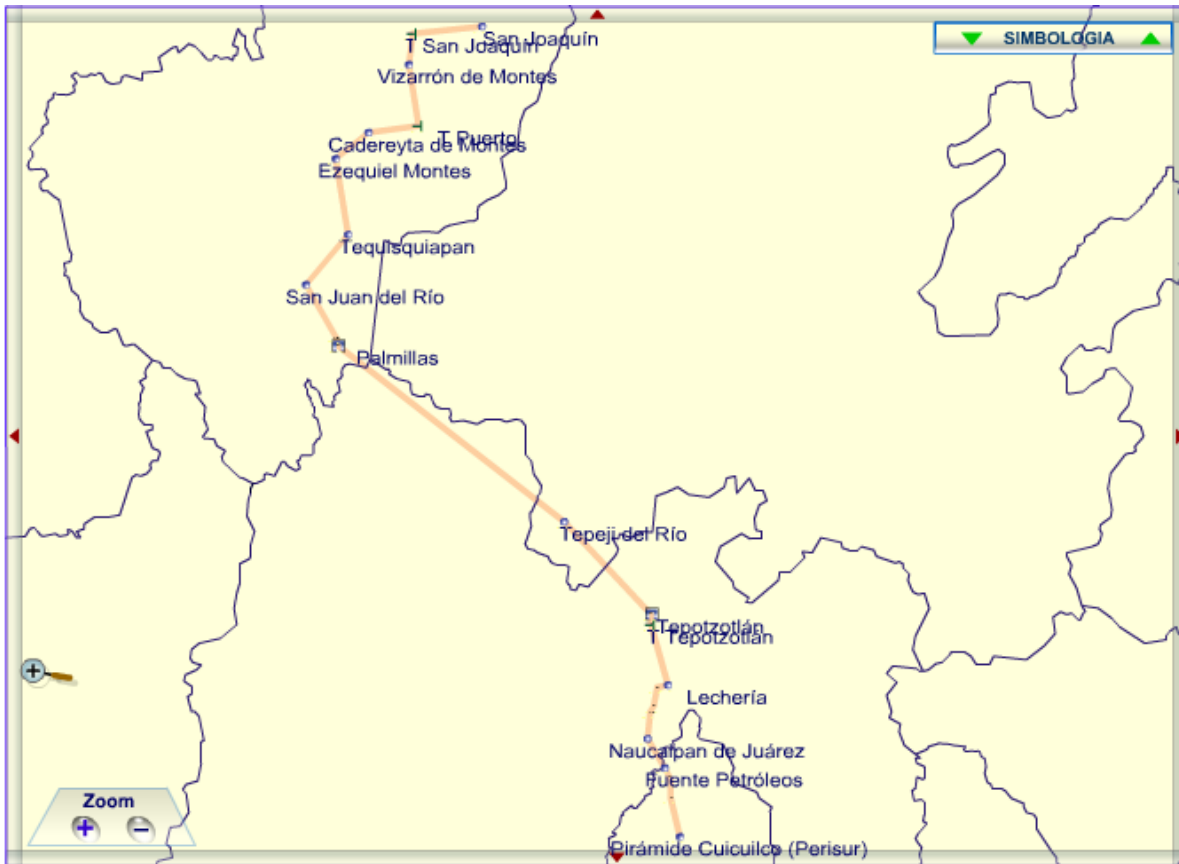 SIMBOLOGIA
San Joaquín
T San Joaquín
Vizarrón de Montes
T Puerto
Cadereyta de Montes
Ezequiel Montes
Tequisquiapan
San Juan del Río
Palmillas
Tepeji del Río
Tepotzotlán
T Tepotzotlán
Lechería
Naucalpan de Juárez
Fuente Petróleos
Pirámide Cuicuilco (Perisur)
Zoom